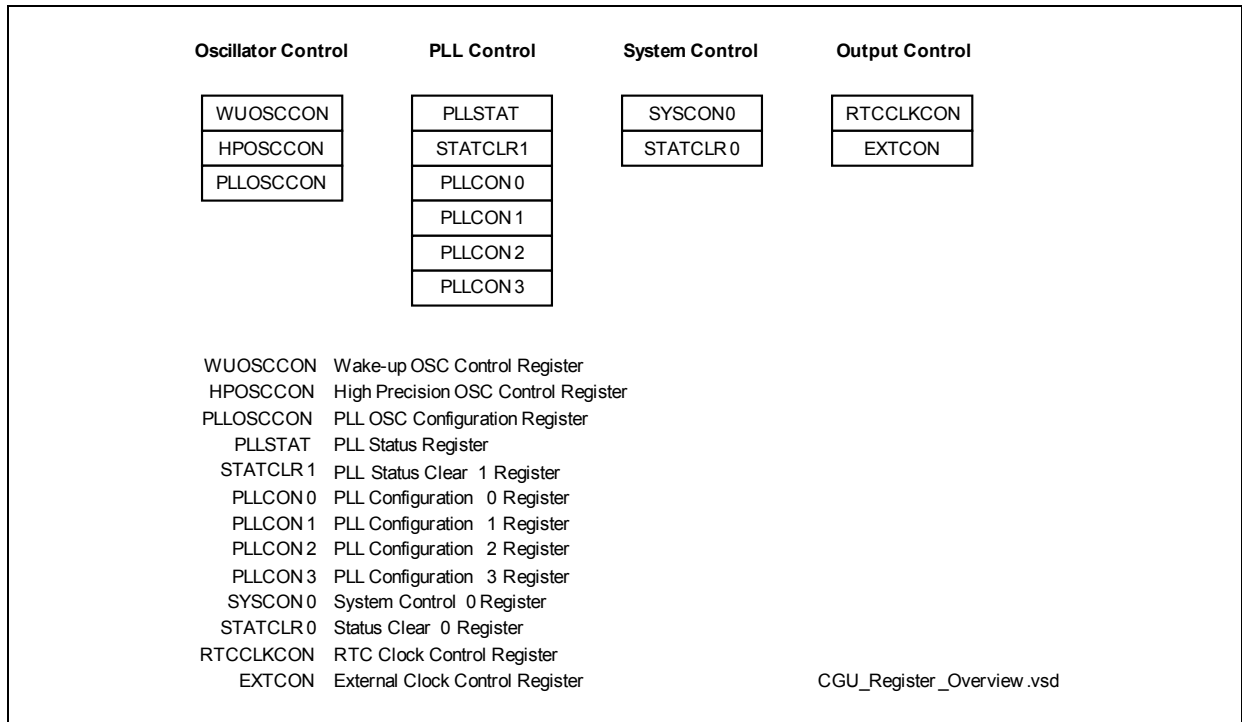 Oscillator Control PLL Control System Control Output Control
WUOSCCON PLLSTAT SYSCON0 RTCCLKCON
HPOSCCON STATCLR1 STATCLR0 EXTCON
PLLOSCCON PLLCON0
PLLCON1
PLLCON2
PLLCON3
WUOSCCON Wake-up OSC Control Register
HPOSCCON High Precision OSC Control Register
PLLOSCCON PLL OSC Configuration Register
PLLSTAT PLL Status Register
STATCLR1 PLL Status Clear 1 Register
PLLCON0 PLL Configuration 0 Register
PLLCON1 PLL Configuration 1 Register
PLLCON2 PLL Configuration 2 Register
PLLCON3 PLL Configuration 3 Register
SYSCON0 System Control 0 Register
STATCLR0 Status Clear 0 Register
RTCCLKCON RTC Clock Control Register
EXTCON External Clock Control Register CGU_Register_Overview.vsd